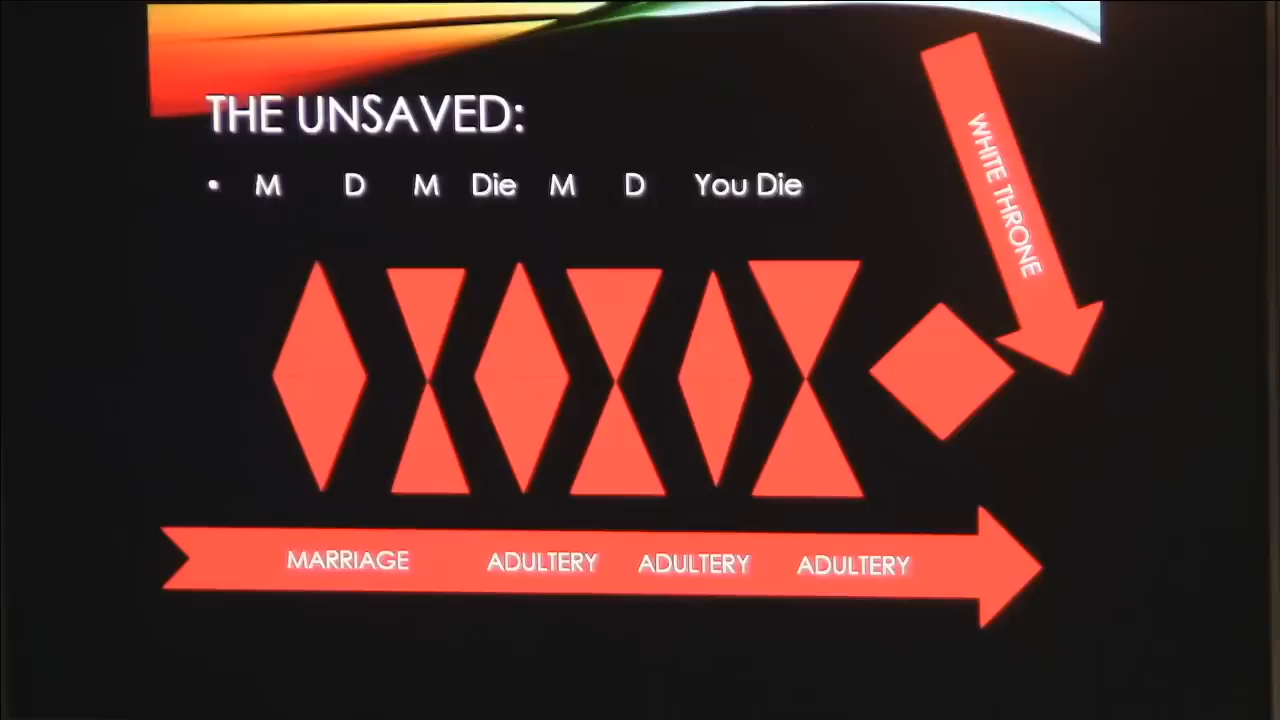 THE UNSAVED:
• M D M Die M D You Die
WHITE THRONE
MARRIAGE ADULTERY ADULTERY ADULTERY